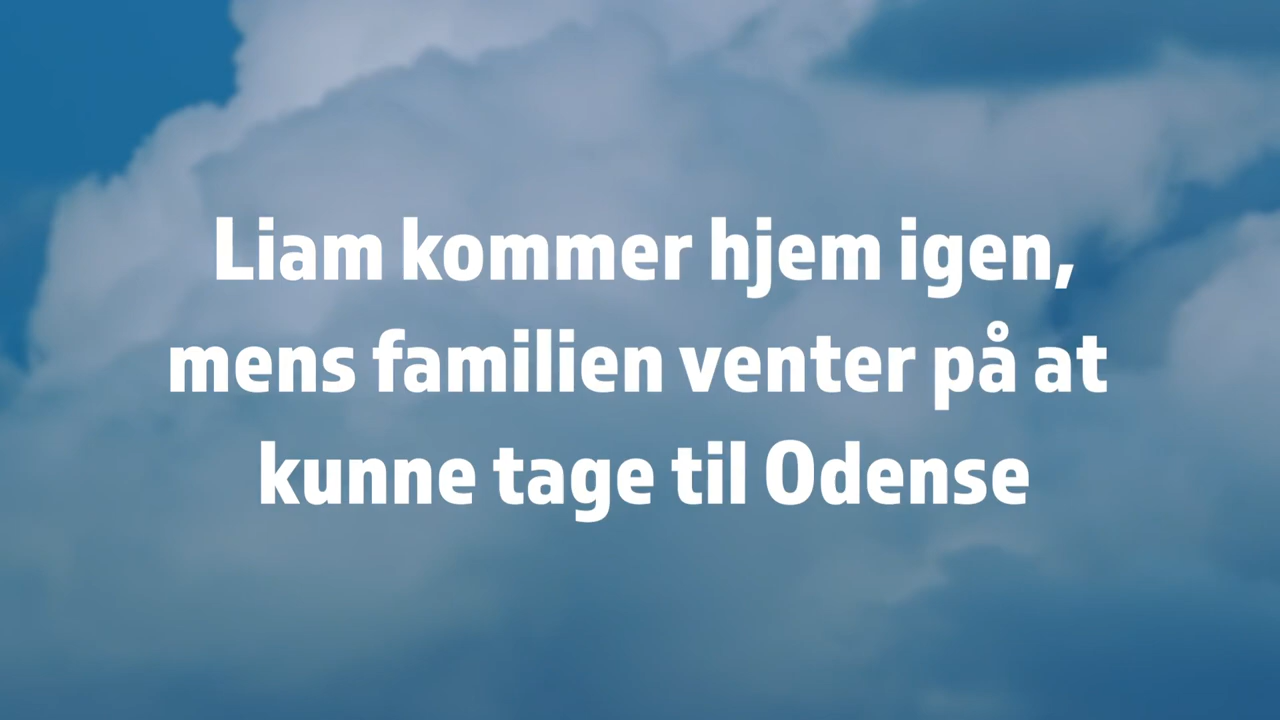 Liam kommer hjem igen,
mens familien venter på at
kunne tage til Odense